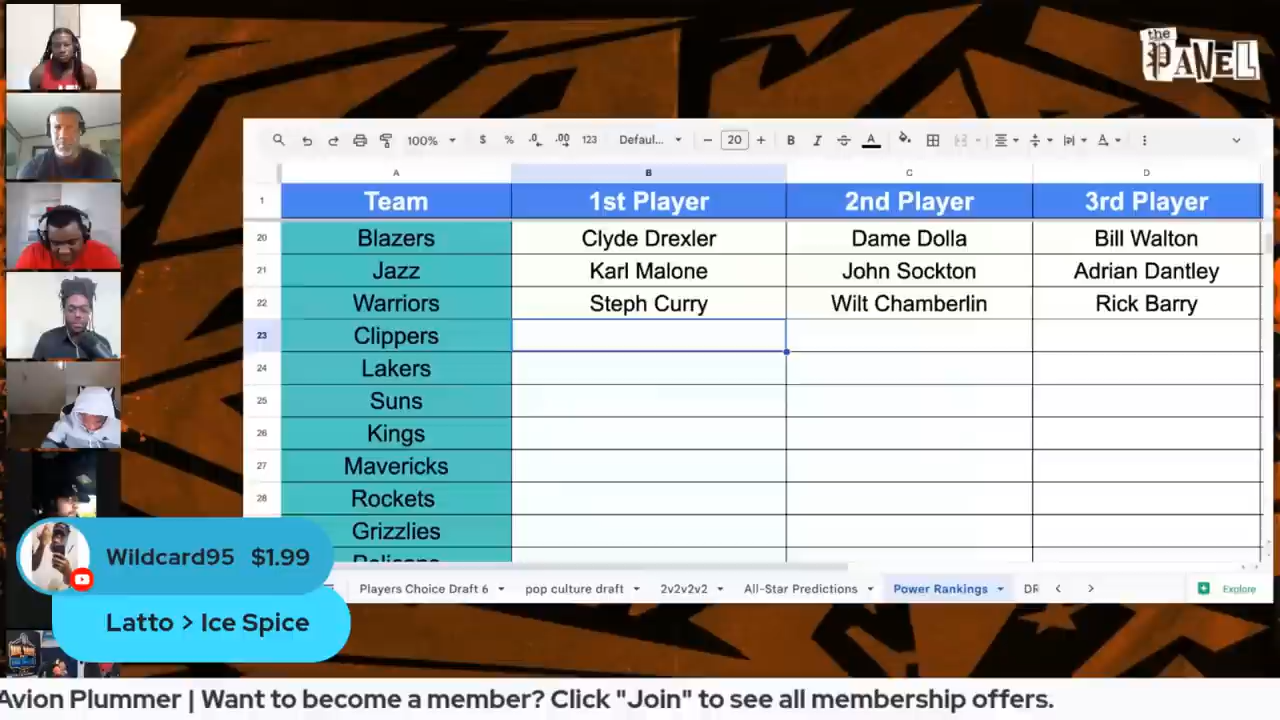 the
PANEL
100%
$
%
.0
.00
123
Defaul...
20
B
I
A
A
A
B
C
D
1
Team
1st Player
2nd Player
3rd Player
20
Blazers
Clyde Drexler
Dame Dolla
Bill Walton
21
Jazz
Karl Malone
John Sockton
Adrian Dantley
22
Warriors
Steph Curry
Wilt Chamberlin
Rick Barry
23
Clippers
24
Lakers
25
Suns
26
Kings
27
Mavericks
28
Rockets
Grizzlies
Pelicans
Players Choice Draft 6
pop culture draft
2v2v2v2
All-Star Predictions
Power Rankings
DR
Explore
Wildcard95 $1.99
Latto > Ice Spice
Avion Plummer | Want to become a member? Click "Join" to see all membership offers.